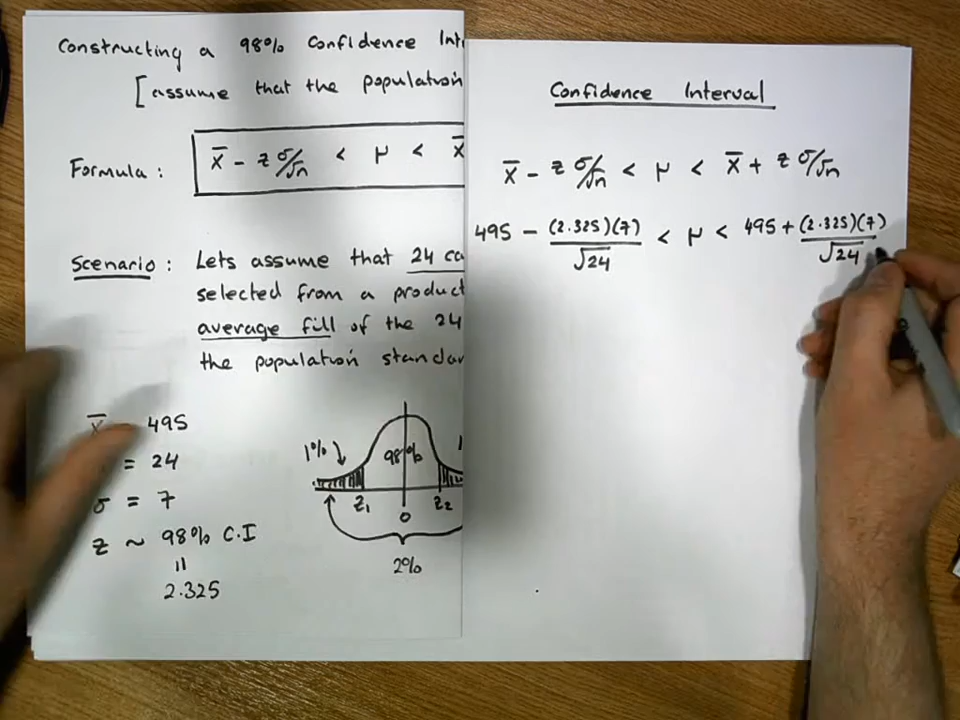 Constructing a 98% Confidence Int
[assume that the population
Formula : x̄ - z σ/√n < μ < x̄
Scenario : Lets assume that 24 ca
selected from a product
average fill of the 24
the population standar
x̄ 495
= 24
σ = 7
z ~ 98% C.I
=
2.325
1% 98% 1
z₁ 0 z₂
2%
Confidence Interval
x̄ - z σ/√n < μ < x̄ + z σ/√n
495 - (2.325)(7)/√24 < μ < 495 + (2.325)(7)/√24